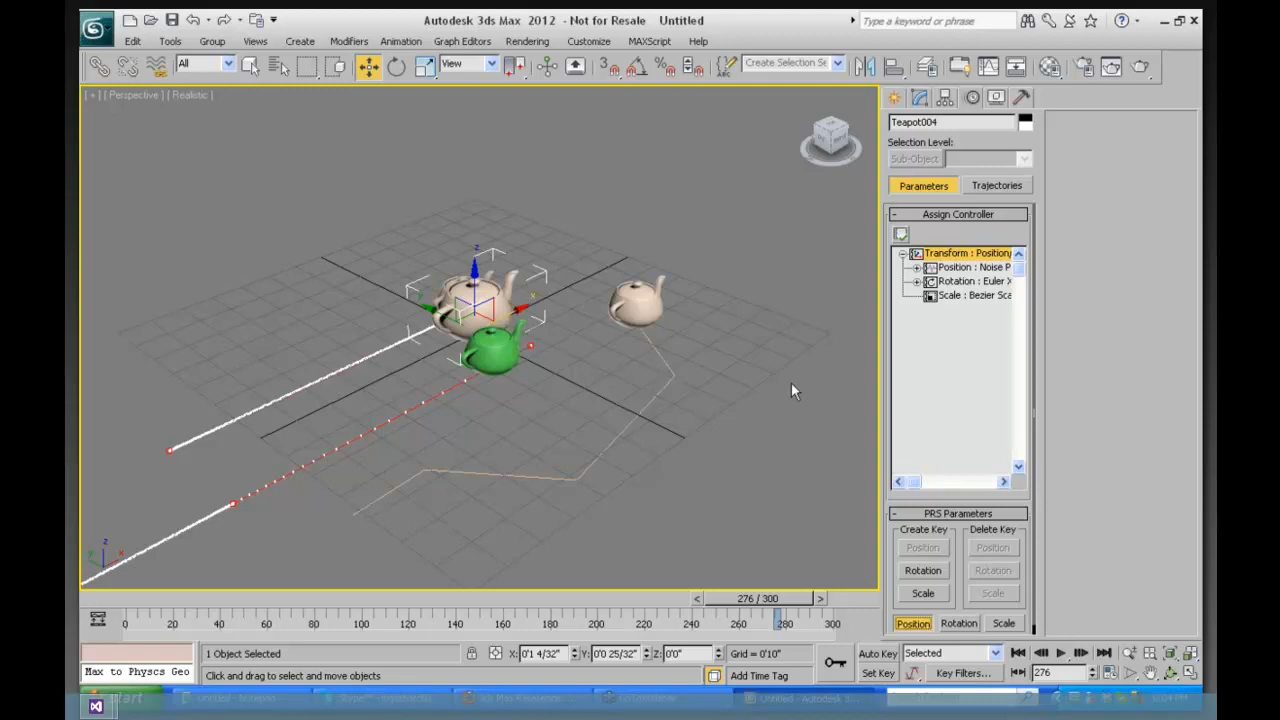 Autodesk 3ds Max 2012 - Not for Resale Untitled
Type a keyword or phrase
Edit Tools Group Views Create Modifiers Animation Graph Editors Rendering Customize MAXScript Help
All
View
Create Selection Se
[ + ] [ Perspective ] [ Realistic ]
Teapot004
Selection Level:
Sub-Object
Parameters Trajectories
- Assign Controller
Transform : Position/
Position : Noise P
Rotation : Euler X
Scale : Bezier Sca
- PRS Parameters
Create Key Delete Key
Position Position
Rotation Rotation
Scale Scale
Position Rotation Scale
z
x
y
< 276 / 300 >
0 20 40 60 80 100 120 140 160 180 200 220 240 260 280 300
1 Object Selected X: 0'1 4/32" Y: 0'0 25/32" Z: 0'0" Grid = 0'10" Auto Key Selected
Max to Physics Geo Click and drag to select and move objects Add Time Tag Set Key Key Filters... 276